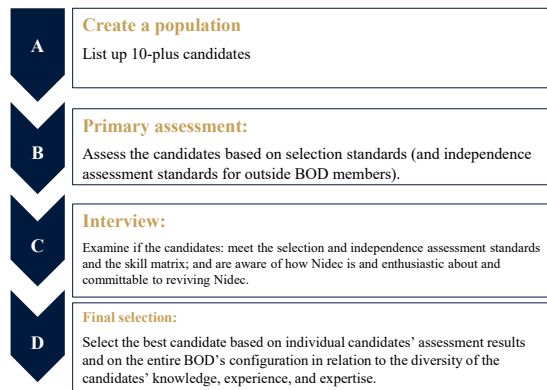 A
Create a population
List up 10-plus candidates
B
Primary assessment:
Assess the candidates based on selection standards (and independence
assessment standards for outside BOD members).
C
Interview:
Examine if the candidates: meet the selection and independence assessment standards
and the skill matrix; and are aware of how Nidec is and enthusiastic about and
committable to reviving Nidec.
D
Final selection:
Select the best candidate based on individual candidates’ assessment results
and on the entire BOD’s configuration in relation to the diversity of the
candidates’ knowledge, experience, and expertise.